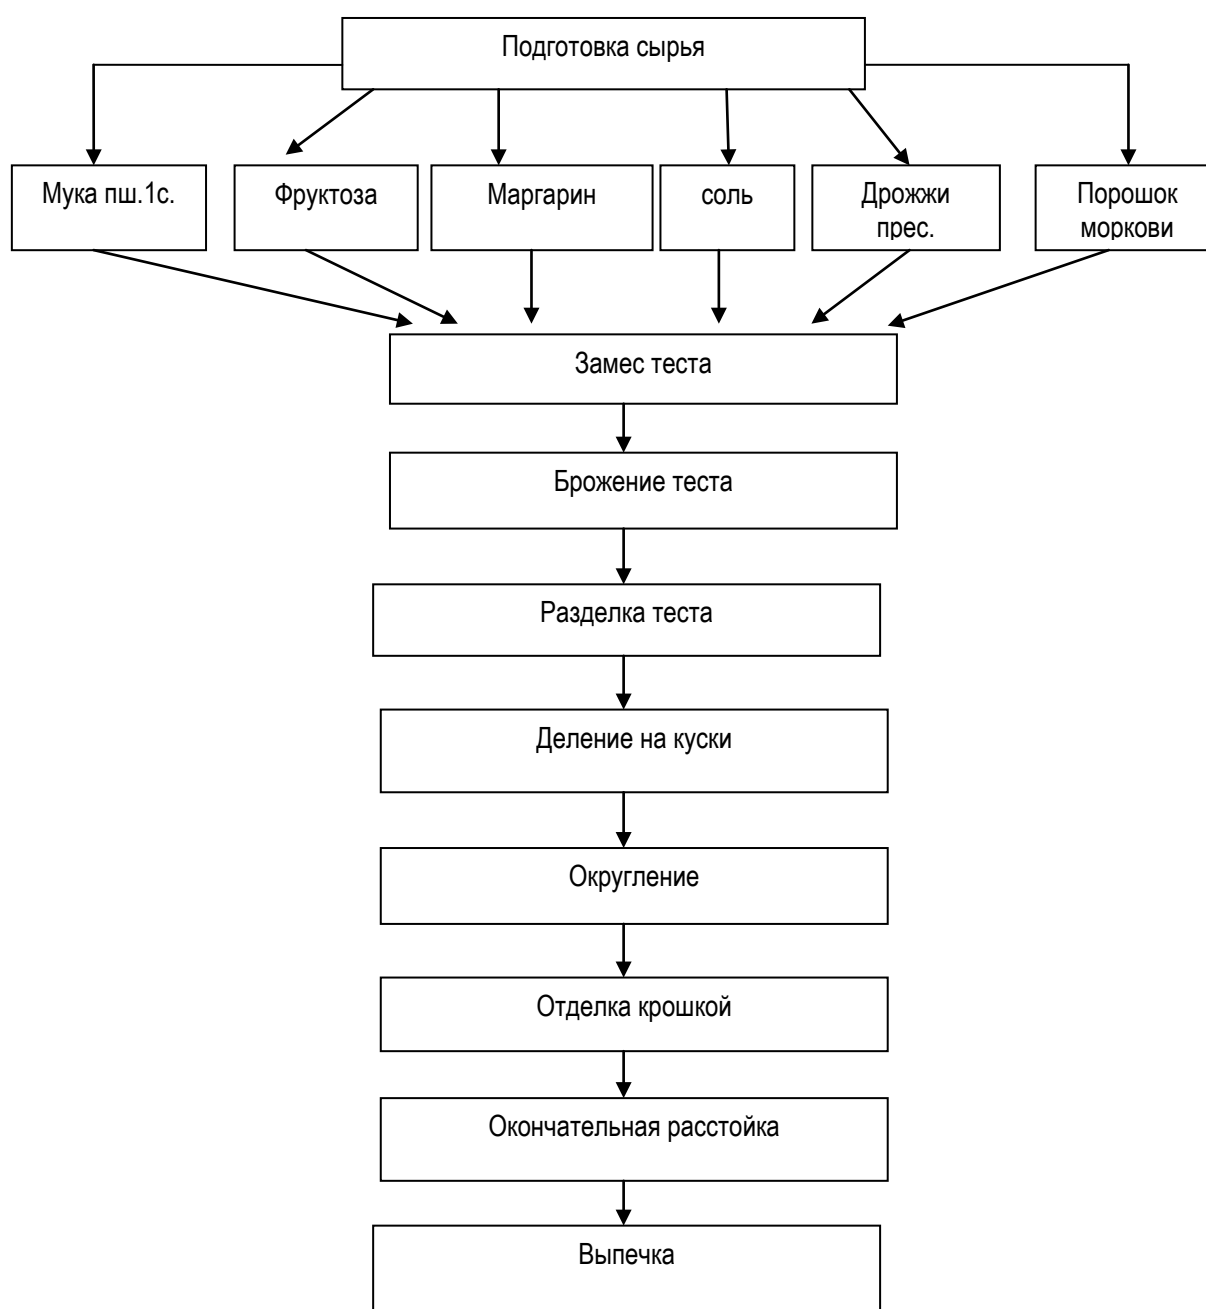 Подготовка сырья
Мука пш.1с.
Фруктоза
Маргарин
соль
Дрожжи
прес.
Порошок
моркови
Замес теста
Брожение теста
Разделка теста
Деление на куски
Округление
Отделка крошкой
Окончательная расстойка
Выпечка